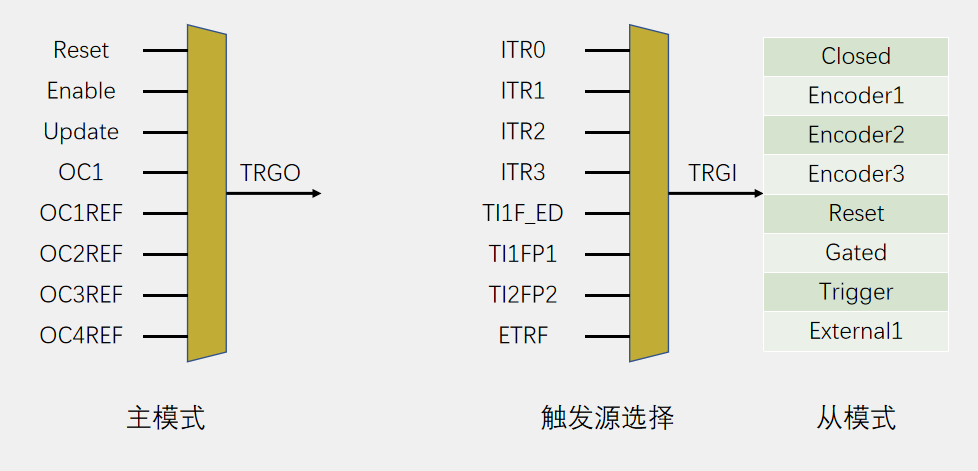 Reset
Enable
Update
OC1
OC1REF
OC2REF
OC3REF
OC4REF
TRGO
主模式
ITR0
ITR1
ITR2
ITR3
TI1F_ED
TI1FP1
TI2FP2
ETRF
TRGI
触发源选择
Closed
Encoder1
Encoder2
Encoder3
Reset
Gated
Trigger
External1
从模式